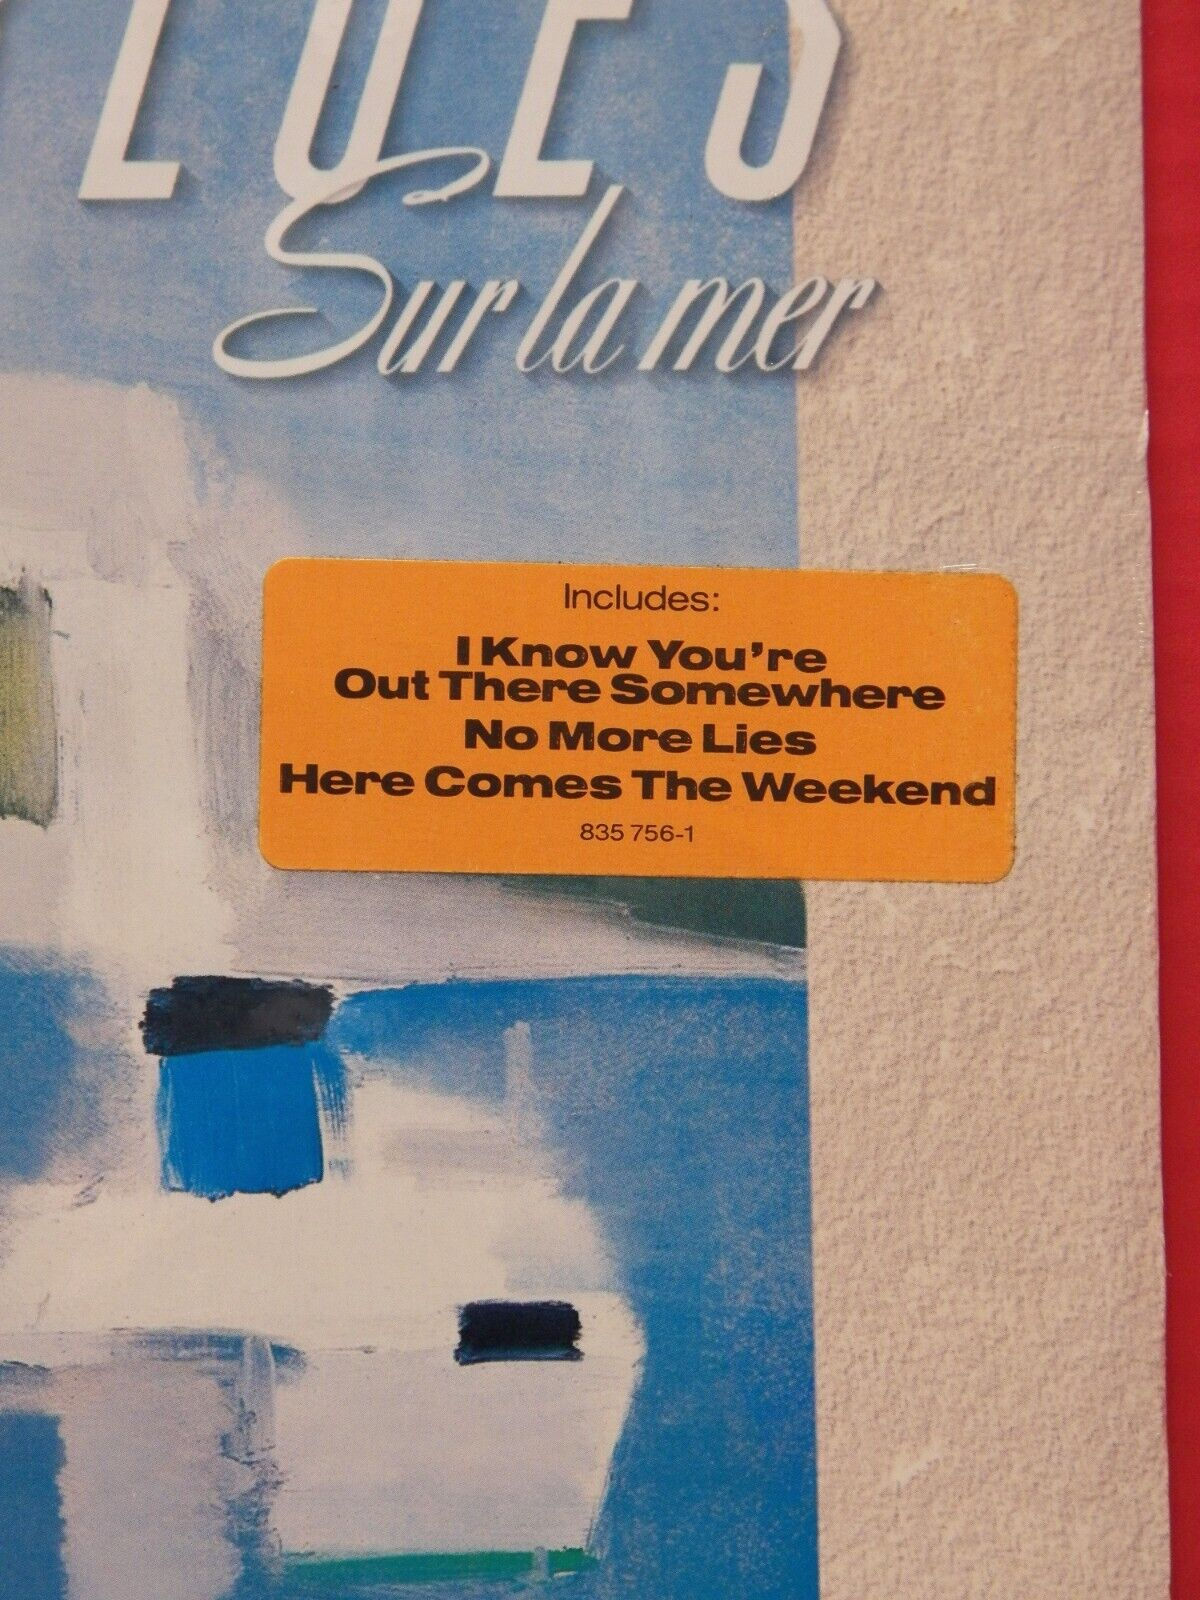 LUES
Sur la mer
Includes:
I Know You're
Out There Somewhere
No More Lies
Here Comes The Weekend
835 756-1